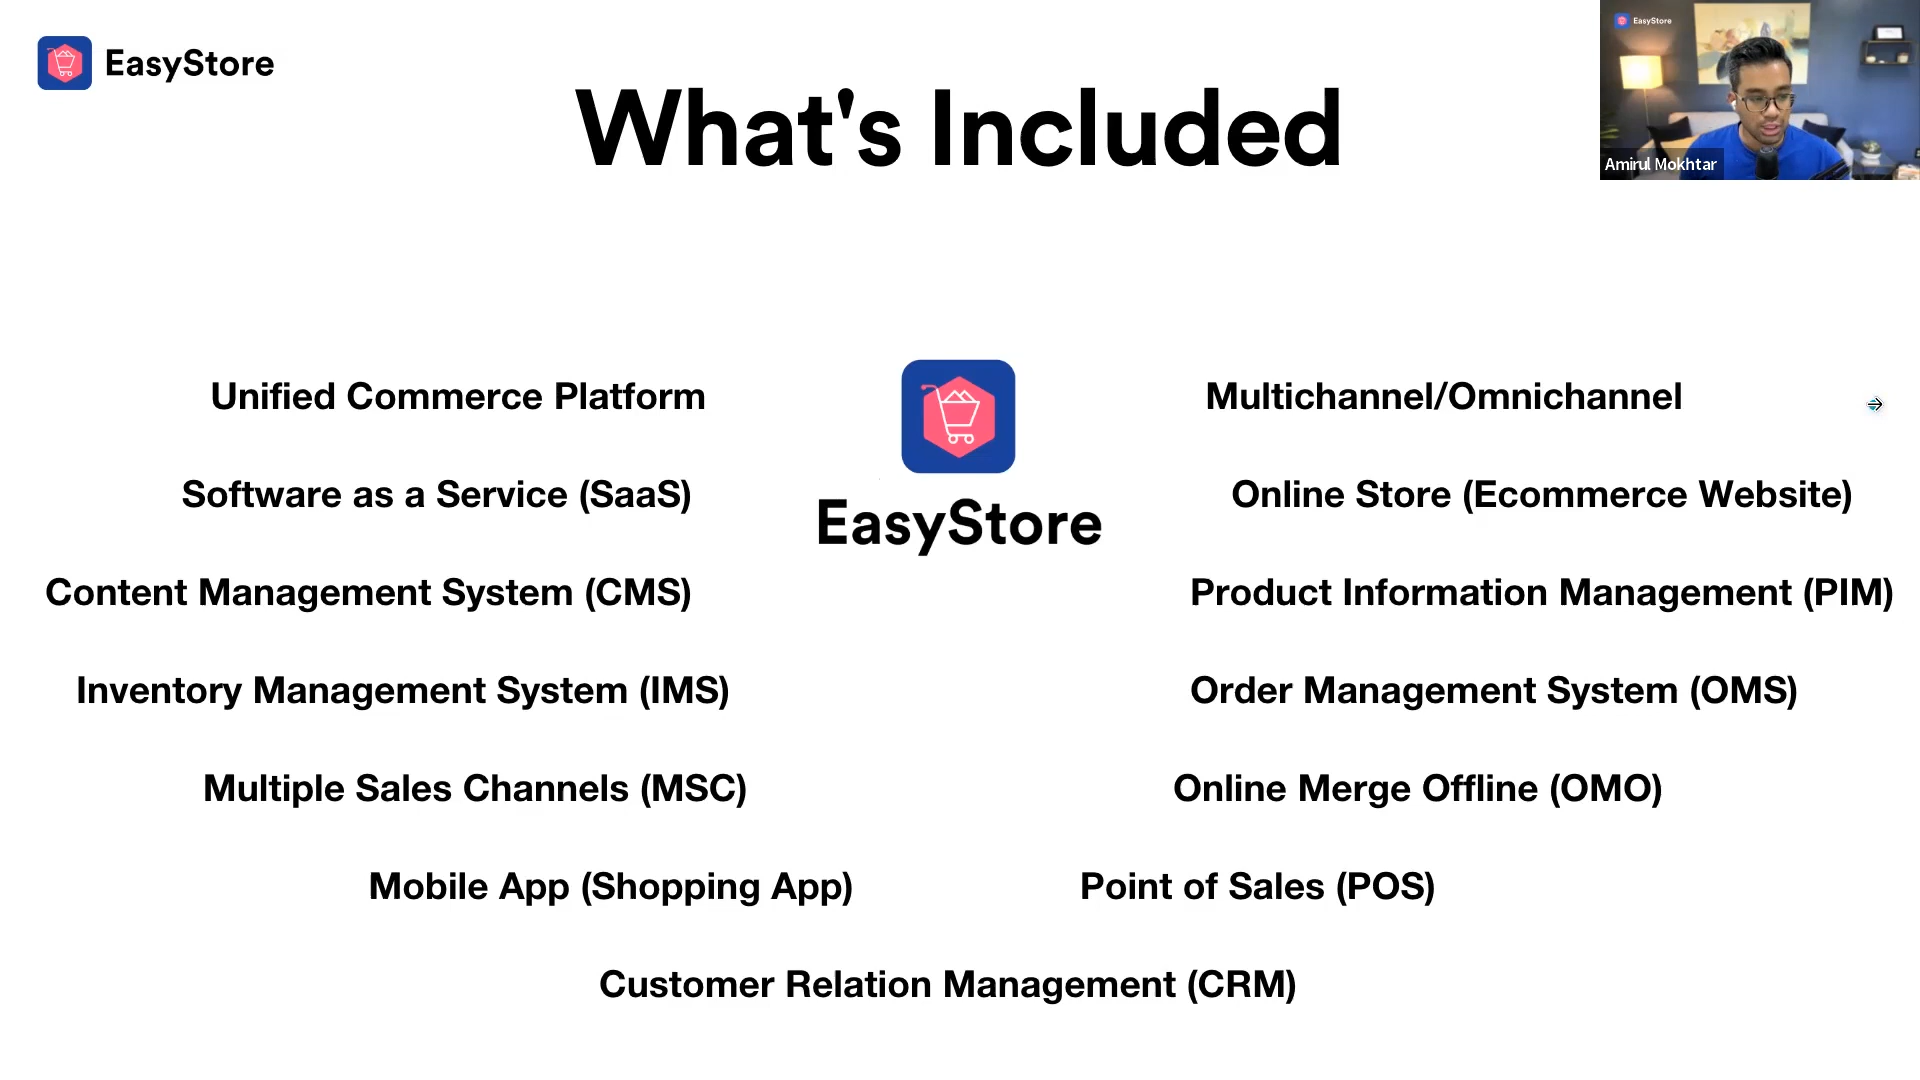 EasyStore
What's Included
EasyStore
Amirul Mokhtar
Unified Commerce Platform
Multichannel/Omnichannel
Software as a Service (SaaS)
EasyStore
Online Store (Ecommerce Website)
Content Management System (CMS)
Product Information Management (PIM)
Inventory Management System (IMS)
Order Management System (OMS)
Multiple Sales Channels (MSC)
Online Merge Offline (OMO)
Mobile App (Shopping App)
Point of Sales (POS)
Customer Relation Management (CRM)